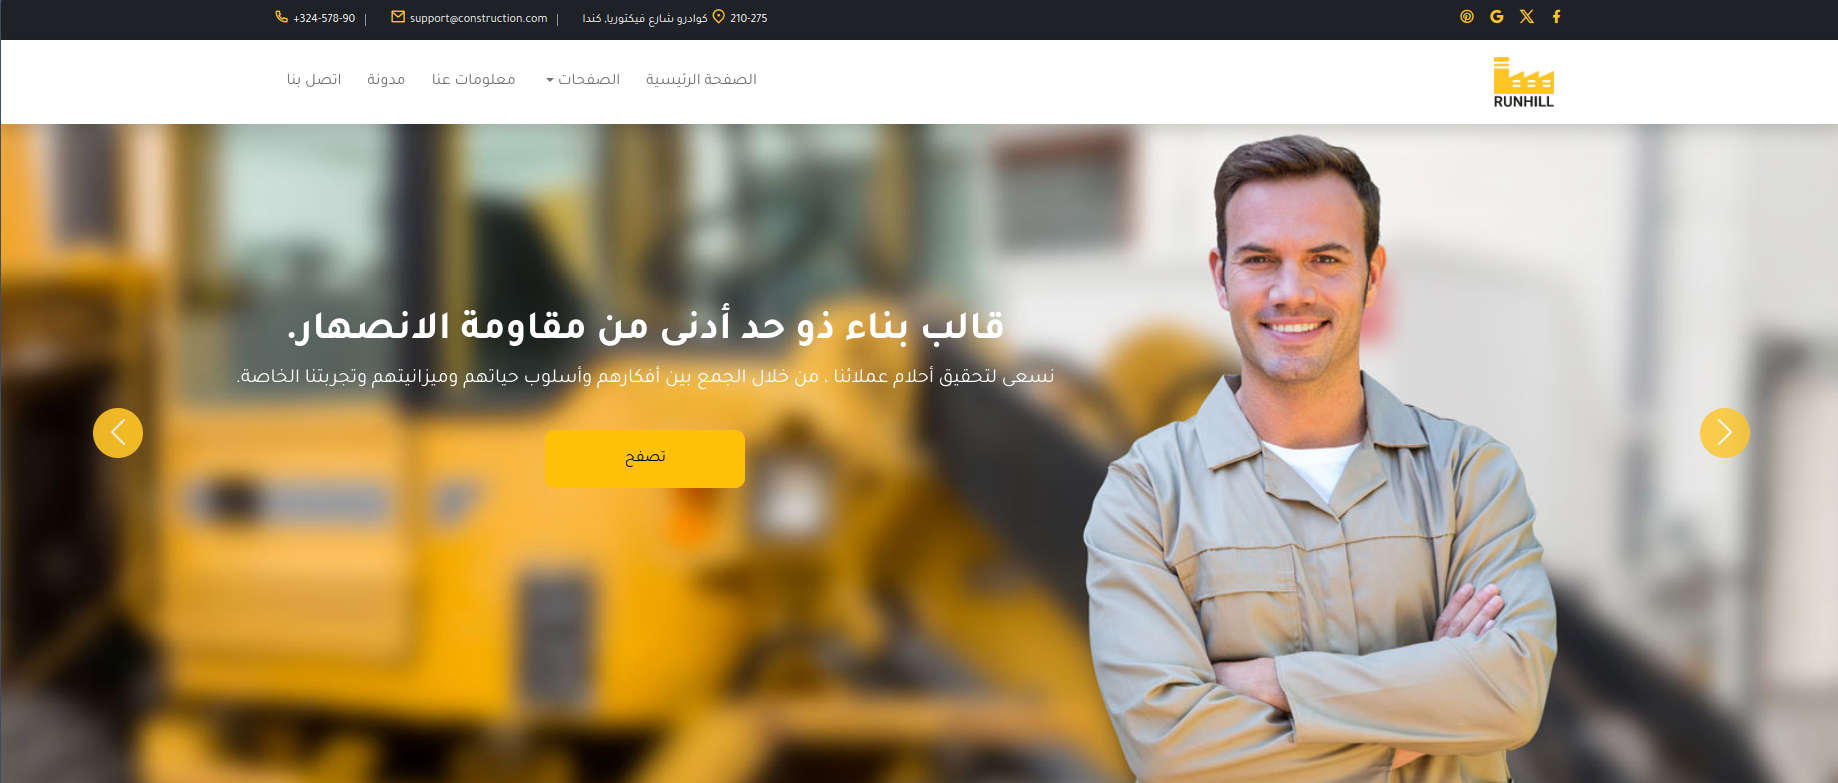 210-275 كوادرو شارع فيكتوريا, كندا
support@construction.com
+324-578-90
RUNHILL
الصفحة الرئيسية
الصفحات
معلومات عنا
مدونة
اتصل بنا
قالب بناء ذو حد أدنى من مقاومة الانصهار.
نسعى لتحقيق أحلام عملائنا ، من خلال الجمع بين أفكارهم وأسلوب حياتهم وميزانيتهم وتجربتنا الخاصة.
تصفح